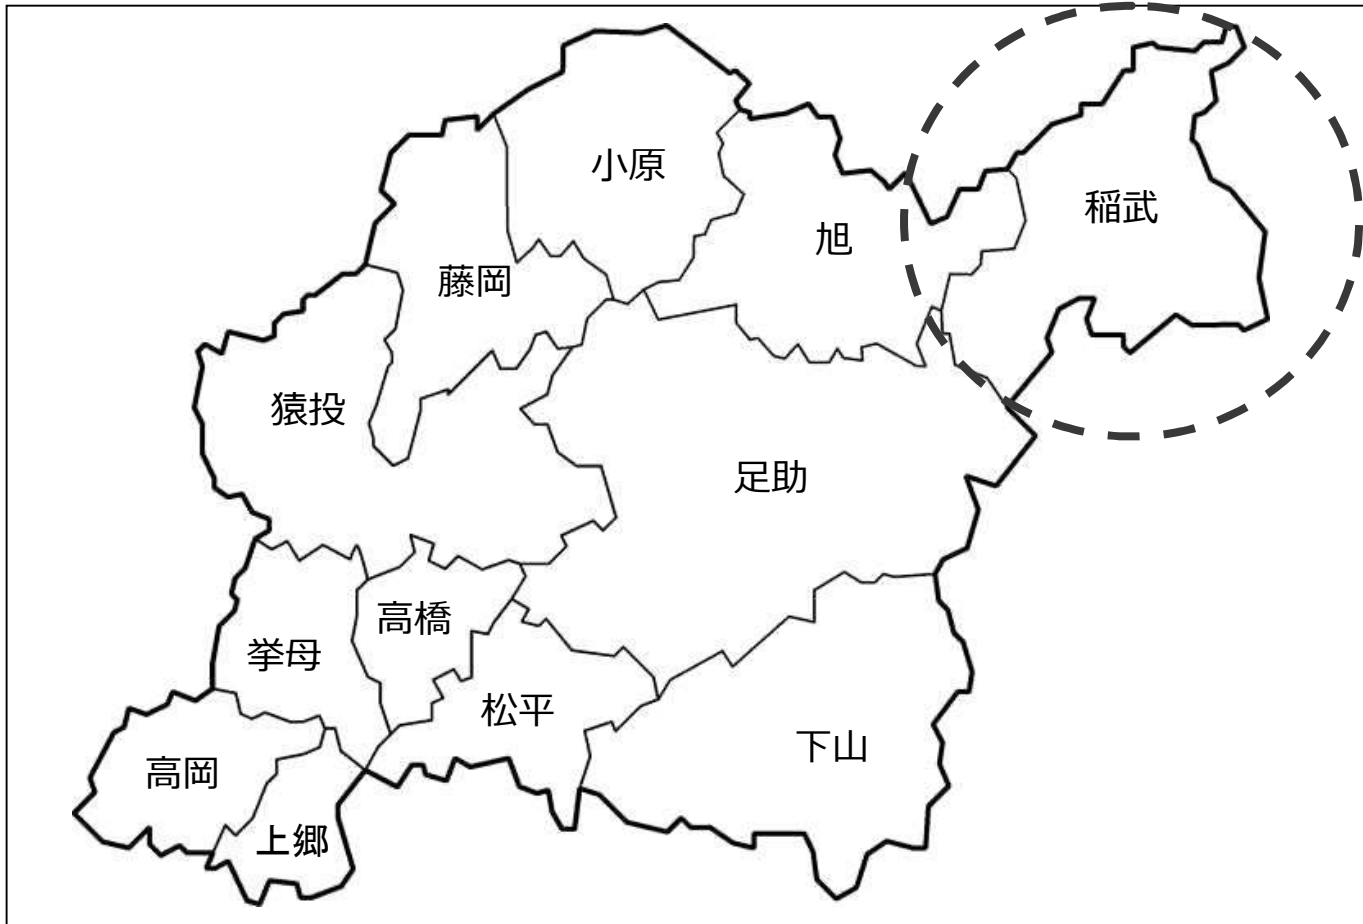 小原
稲武
旭
藤岡
猿投
足助
高橋
挙母
松平
下山
高岡
上郷